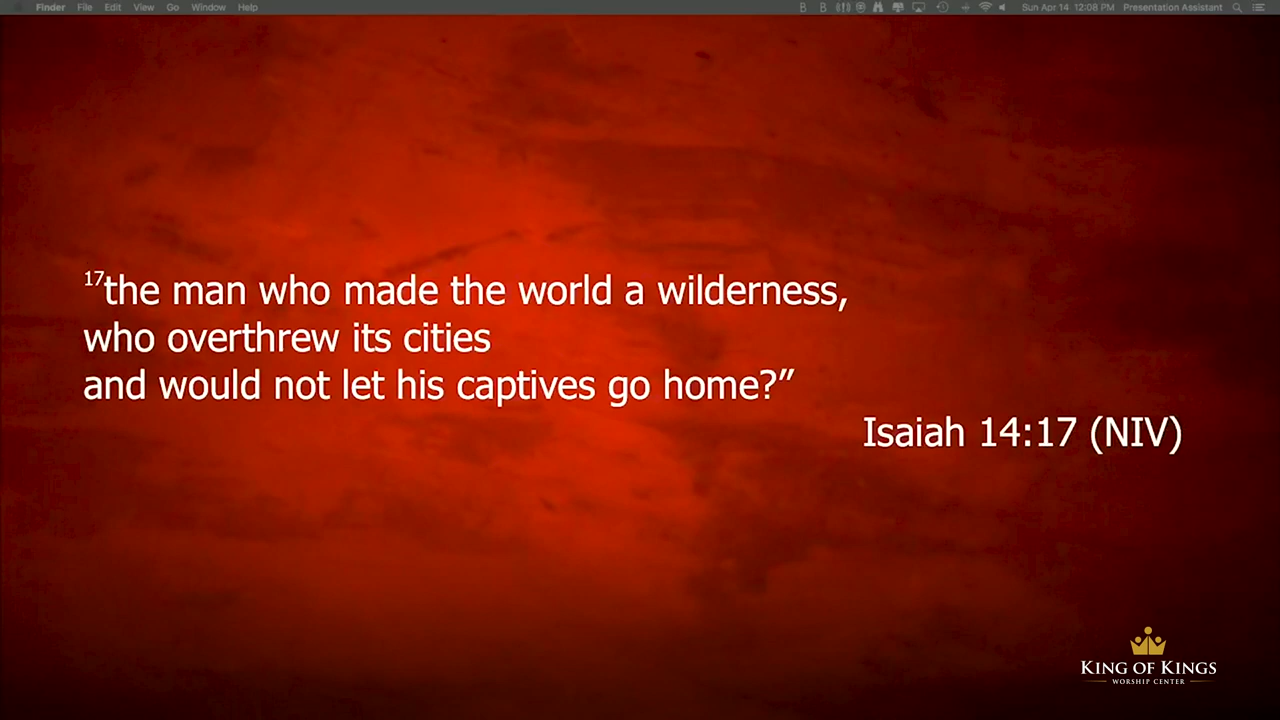 Finder File Edit View Go Window Help
Sun Apr 14 12:08 PM Presentation Assistant
17the man who made the world a wilderness,
who overthrew its cities
and would not let his captives go home?”
Isaiah 14:17 (NIV)
KING OF KINGS
WORSHIP CENTER